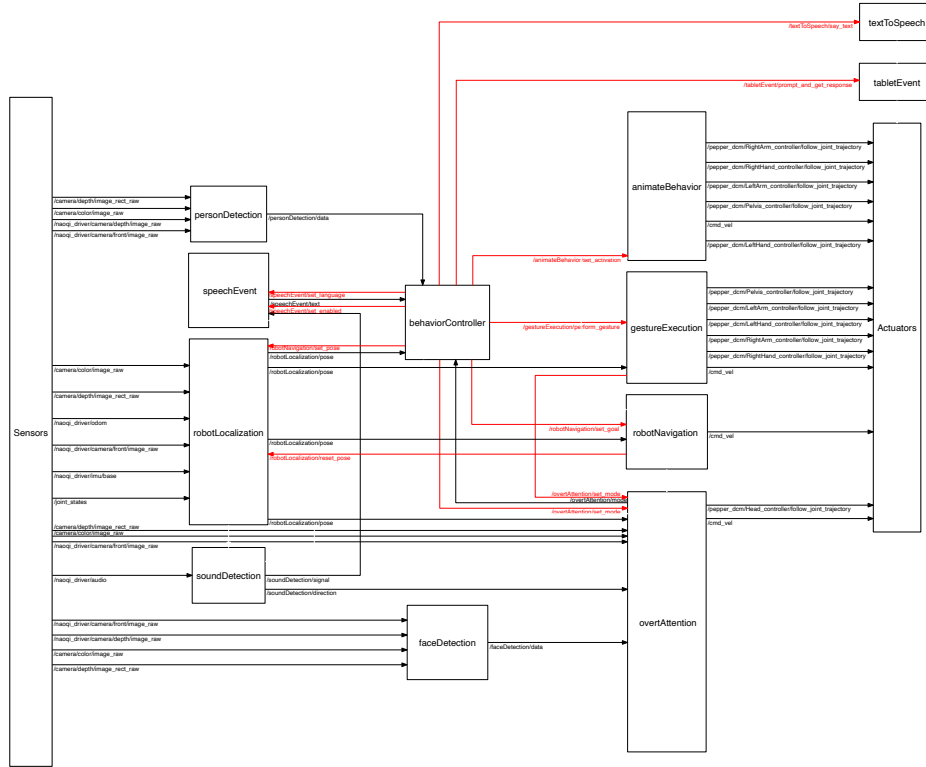 textToSpeech
/textToSpeech/say_text
tabletEvent
/tabletEvent/prompt_and_get_response
Sensors
/camera/depth/image_rect_raw
/camera/color/image_raw
/naoqi_driver/camera/depth/image_raw
/naoqi_driver/camera/front/image_raw
personDetection
/personDetection/data
animateBehavior
/pepper_dcm/RightArm_controller/follow_joint_trajectory
/pepper_dcm/RightHand_controller/follow_joint_trajectory
/pepper_dcm/LeftArm_controller/follow_joint_trajectory
/pepper_dcm/Pelvis_controller/follow_joint_trajectory
/cmd_vel
/pepper_dcm/LeftHand_controller/follow_joint_trajectory
/animateBehavior/set_activation
speechEvent
/speechEvent/set_language
/speechEvent/text
/speechEvent/set_enabled
behaviorController
/gestureExecution/perform_gesture
gestureExecution
/pepper_dcm/Pelvis_controller/follow_joint_trajectory
/pepper_dcm/LeftArm_controller/follow_joint_trajectory
/pepper_dcm/LeftHand_controller/follow_joint_trajectory
/pepper_dcm/RightArm_controller/follow_joint_trajectory
/pepper_dcm/RightHand_controller/follow_joint_trajectory
/cmd_vel
Actuators
/robotNavigation/set_pose
/robotLocalization/pose
/robotLocalization/pose
/camera/color/image_raw
/camera/depth/image_rect_raw
/naoqi_driver/odom
/naoqi_driver/camera/front/image_raw
/naoqi_driver/imu/base
/joint_states
robotLocalization
/robotLocalization/pose
/robotLocalization/reset_pose
/robotNavigation/set_goal
robotNavigation
/cmd_vel
/overtAttention/set_mode
/overtAttention/mode
/overtAttention/set_mode
/robotLocalization/pose
/camera/depth/image_rect_raw
/camera/color/image_raw
/naoqi_driver/camera/front/image_raw
/pepper_dcm/Head_controller/follow_joint_trajectory
/cmd_vel
/naoqi_driver/audio
soundDetection
/soundDetection/signal
/soundDetection/direction
overtAttention
/naoqi_driver/camera/front/image_raw
/naoqi_driver/camera/depth/image_raw
/camera/color/image_raw
/camera/depth/image_rect_raw
faceDetection
/faceDetection/data